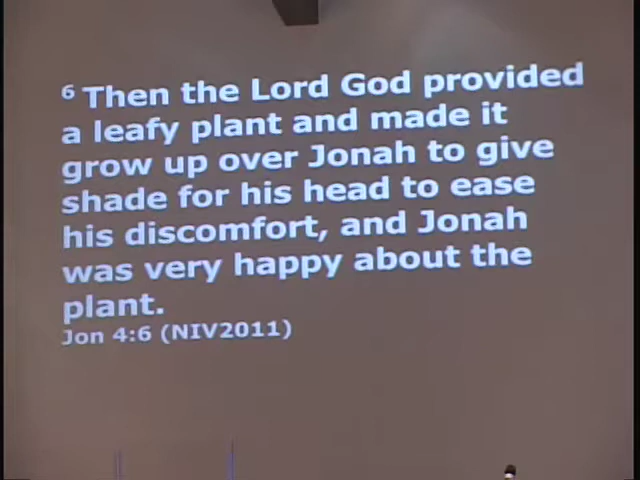 6 Then the Lord God provided
a leafy plant and made it
grow up over Jonah to give
shade for his head to ease
his discomfort, and Jonah
was very happy about the
plant.
Jon 4:6 (NIV2011)